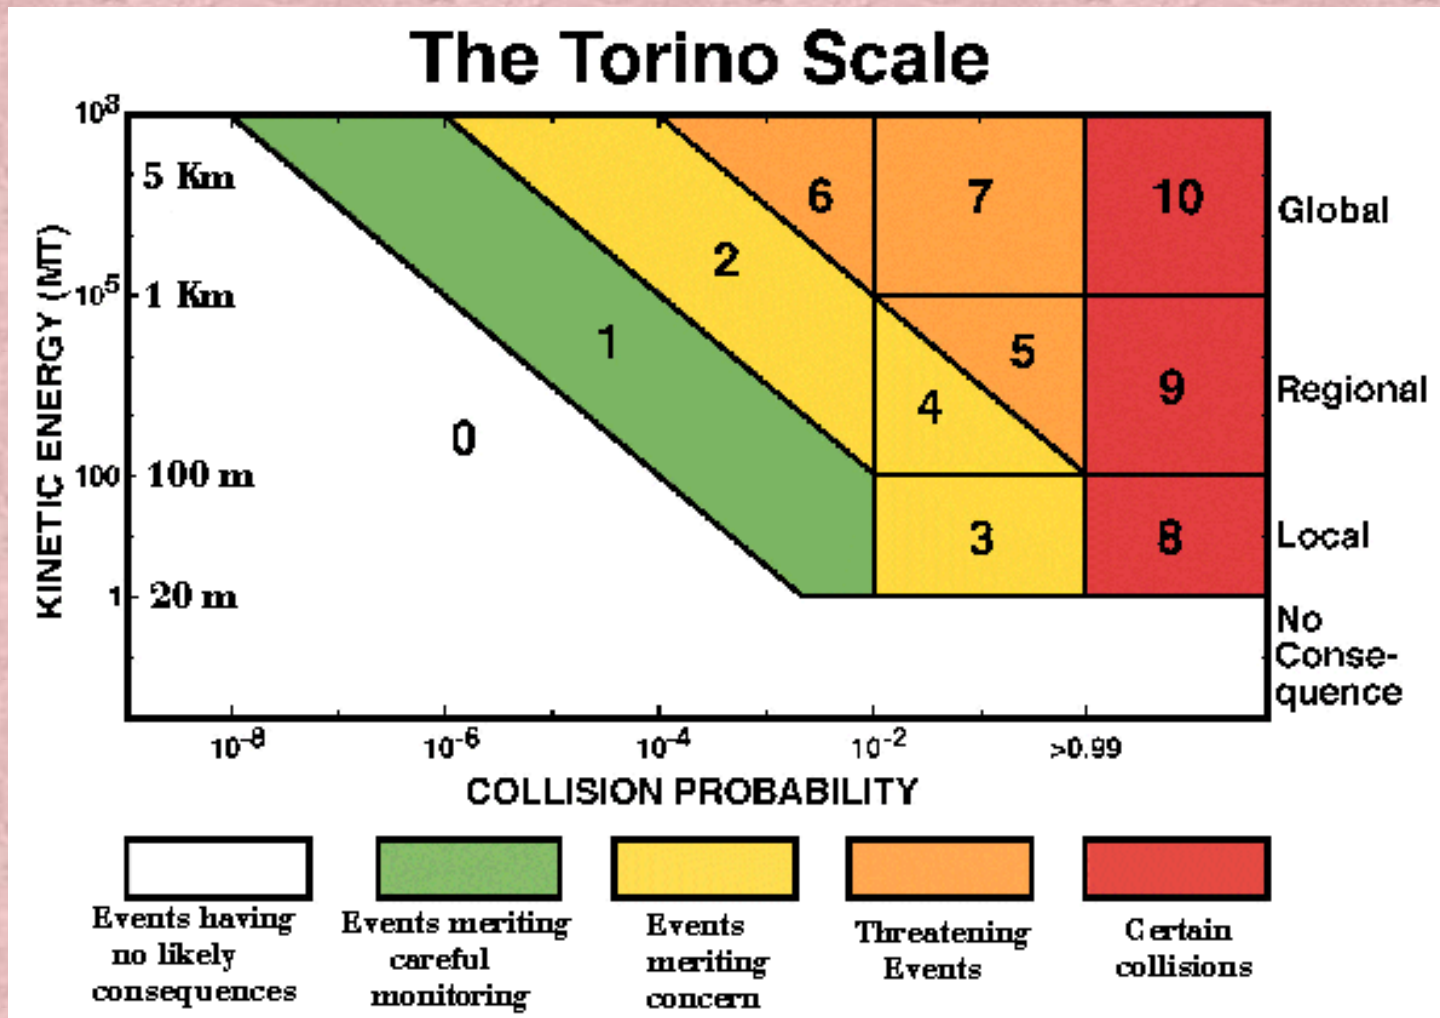 The Torino Scale
KINETIC ENERGY (MT)
10³
10⁵
100
1
5 Km
1 Km
100 m
20 m
0
1
2
3
4
5
6
7
8
9
10
Global
Regional
Local
No
Conse-
quence
10⁻⁸
10⁻⁶
10⁻⁴
10⁻²
>0.99
COLLISION PROBABILITY
Events having
no likely
consequences
Events meriting
careful
monitoring
Events
meriting
concern
Threatening
Events
Certain
collisions